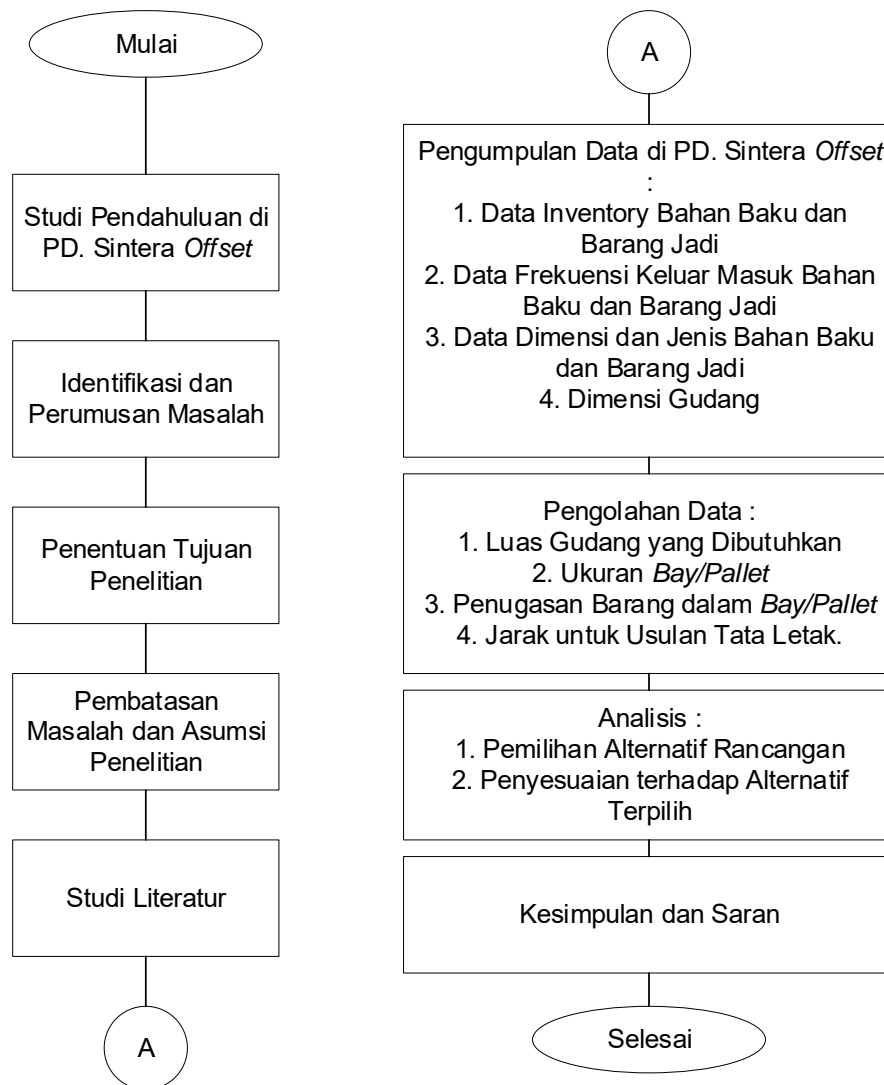 Mulai
Studi Pendahuluan di
PD. Sintera Offset
Identifikasi dan
Perumusan Masalah
Penentuan Tujuan
Penelitian
Pembatasan
Masalah dan Asumsi
Penelitian
Studi Literatur
A
A
Pengumpulan Data di PD. Sintera Offset
:
1. Data Inventory Bahan Baku dan
Barang Jadi
2. Data Frekuensi Keluar Masuk Bahan
Baku dan Barang Jadi
3. Data Dimensi dan Jenis Bahan Baku
dan Barang Jadi
4. Dimensi Gudang
Pengolahan Data :
1. Luas Gudang yang Dibutuhkan
2. Ukuran Bay/Pallet
3. Penugasan Barang dalam Bay/Pallet
4. Jarak untuk Usulan Tata Letak.
Analisis :
1. Pemilihan Alternatif Rancangan
2. Penyesuaian terhadap Alternatif
Terpilih
Kesimpulan dan Saran
Selesai